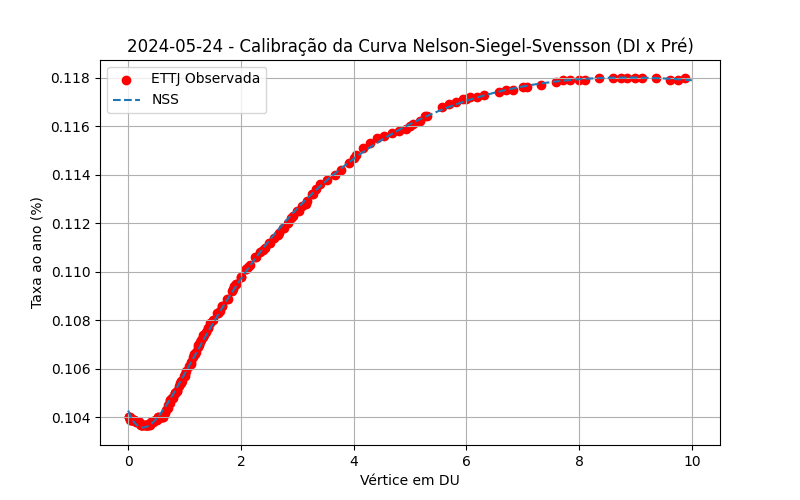 2024-05-24 - Calibração da Curva Nelson-Siegel-Svensson (DI x Pré)
ETTJ Observada
NSS
Taxa ao ano (%)
0.118
0.116
0.114
0.112
0.110
0.108
0.106
0.104
0 2 4 6 8 10
Vértice em DU